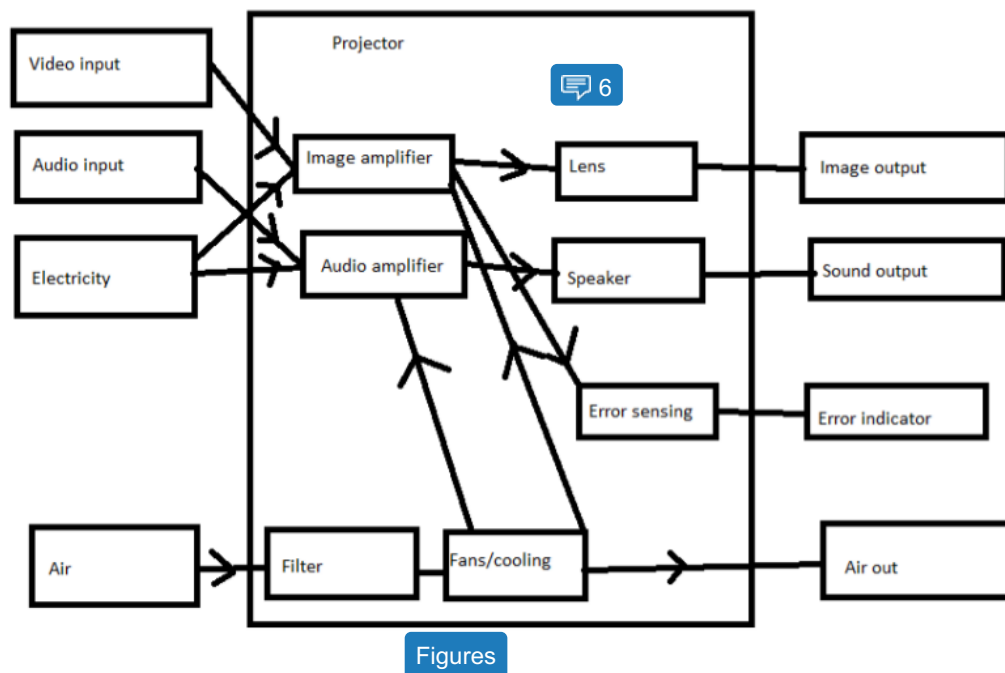 Projector
Video input
6
Audio input
Image amplifier
Lens
Image output
Electricity
Audio amplifier
Speaker
Sound output
Error sensing
Error indicator
Air
Filter
Fans/cooling
Air out
Figures